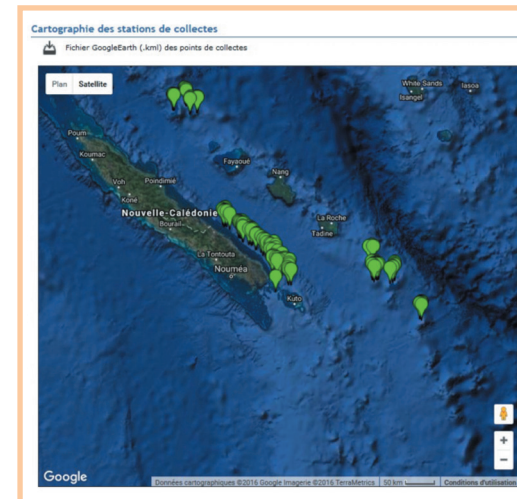 Cartographie des stations de collectes
Fichier GoogleEarth (.kml) des points de collectes
Plan Satellite
White Sands
Isangel
Iasoa
Poum
Koumac
Fayaoué
Nang
Voh
Poindimié
Koné
Nouvelle-Calédonie
Bourail
La Roche
Tadine
La Tontouta
Nouméa
Kuto
+
−
Google
Données cartographiques ©2016 Google Imagerie ©2016 TerraMetrics 50 km Conditions d'utilisation